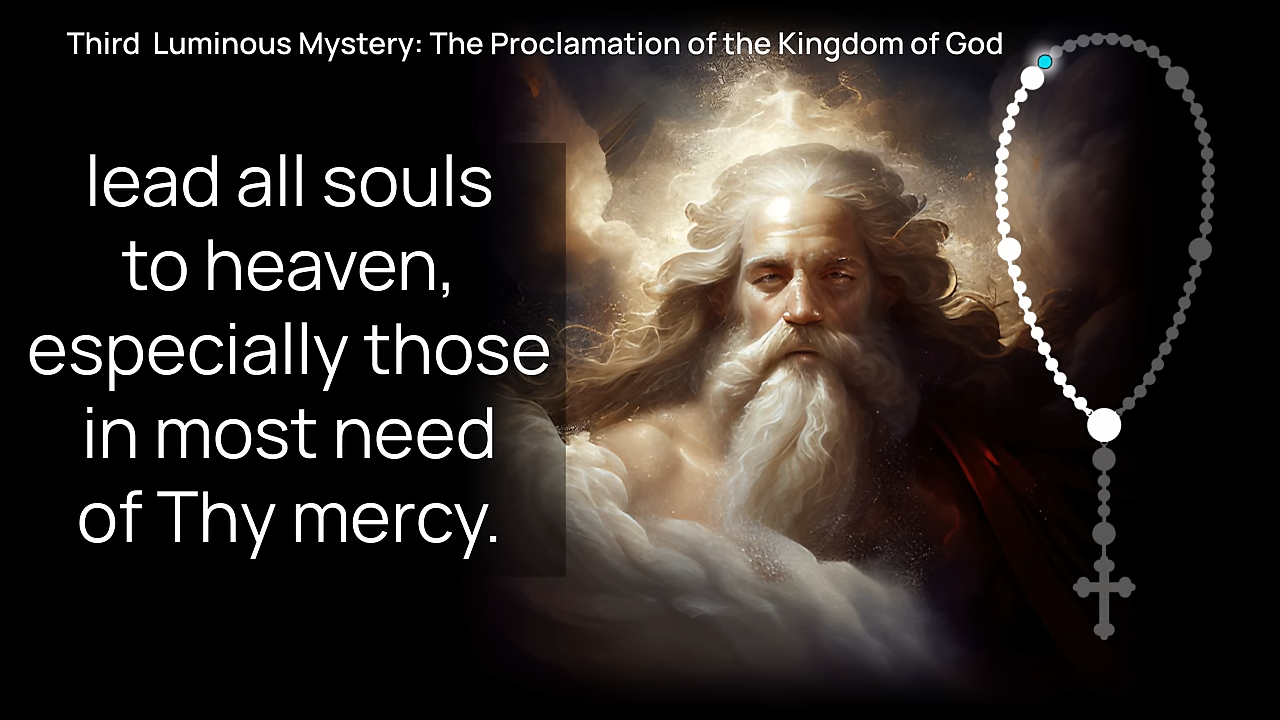 Third Luminous Mystery: The Proclamation of the Kingdom of God
lead all souls
to heaven,
especially those
in most need
of Thy mercy.